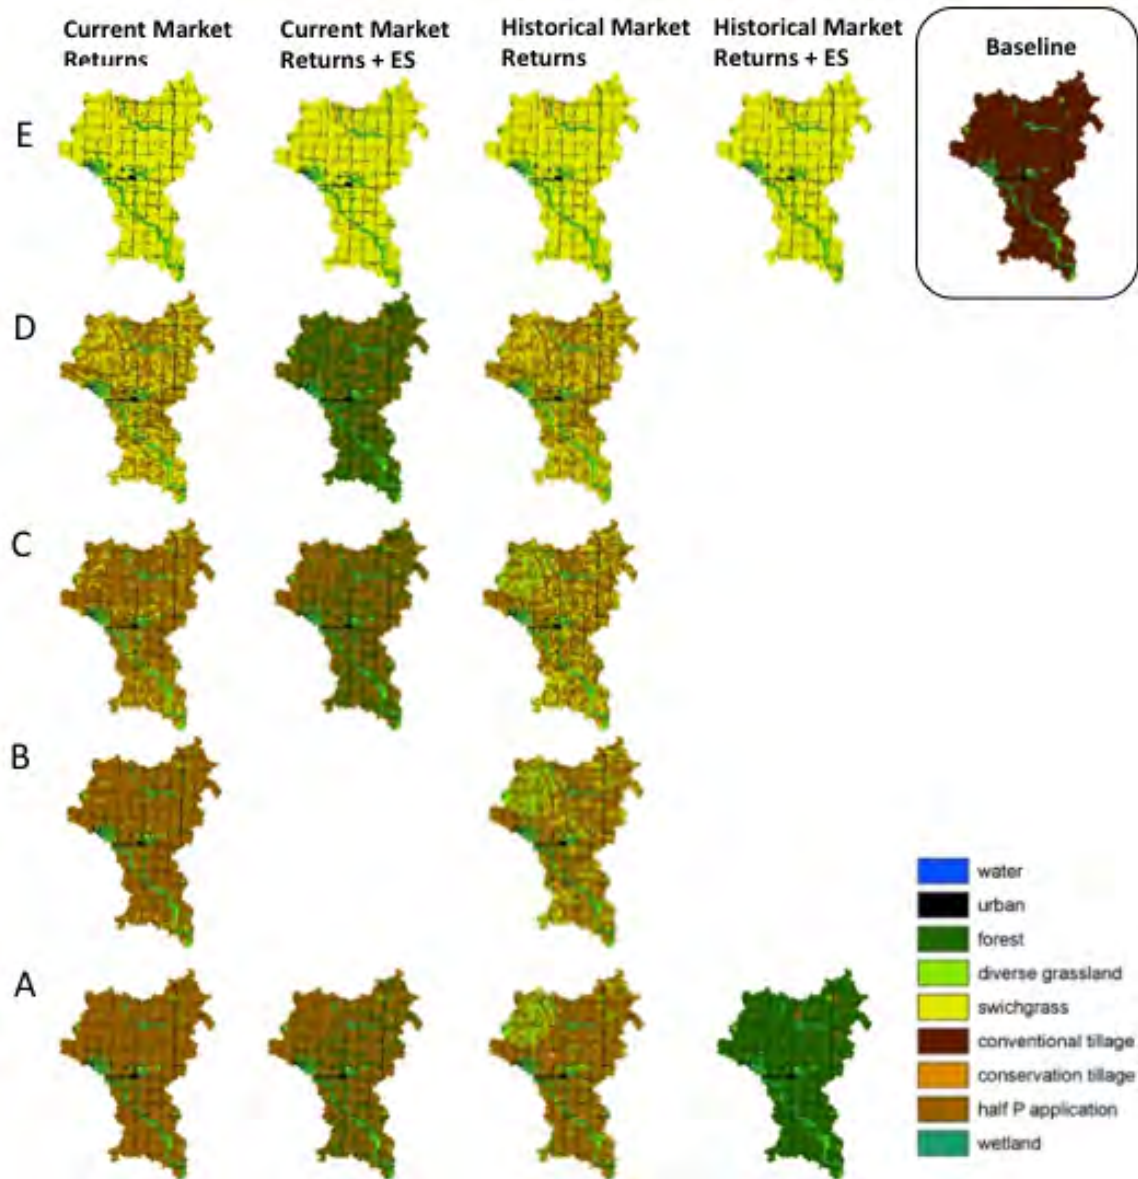 Current Market
Returns
Current Market
Returns + ES
Historical Market
Returns
Historical Market
Returns + ES
Baseline
E
D
C
B
A
water
urban
forest
diverse grassland
swichgrass
conventional tillage
conservation tillage
half P application
wetland